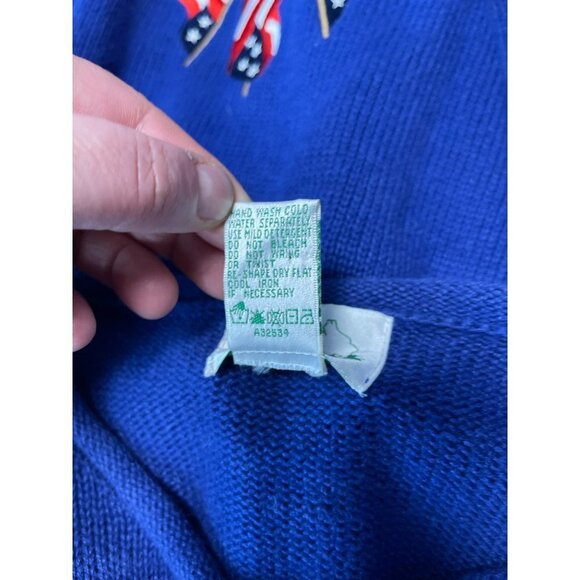 HAND WASH COLD
WATER SEPARATELY
USE MILD DETERGENT
DO NOT BLEACH
DO NOT WRING
OR TWIST
RE-SHAPE DRY FLAT
COOL IRON
IF NECESSARY
A32534